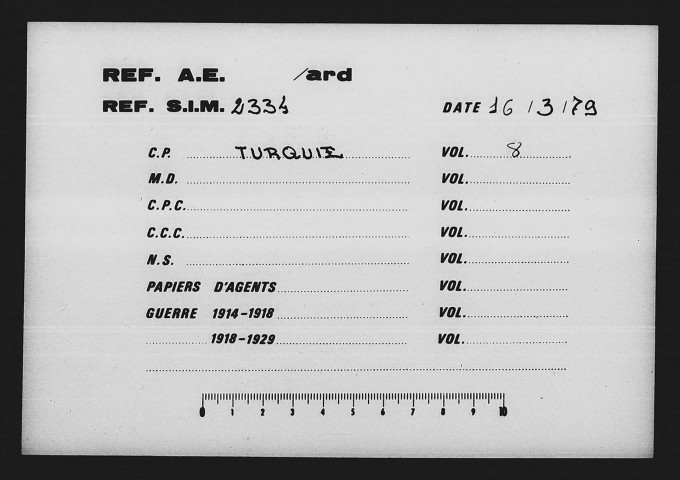 REF. A.E. /ard
REF. S.I.M. 2334 DATE 16/3/79
C.P. TURQUIE VOL. 8
M.D. VOL.
C.P.C. VOL.
C.C.C. VOL.
N.S. VOL.
PAPIERS D'AGENTS VOL.
GUERRE 1914-1918 VOL.
1918-1929 VOL.
0 1 2 3 4 5 6 7 8 9 10